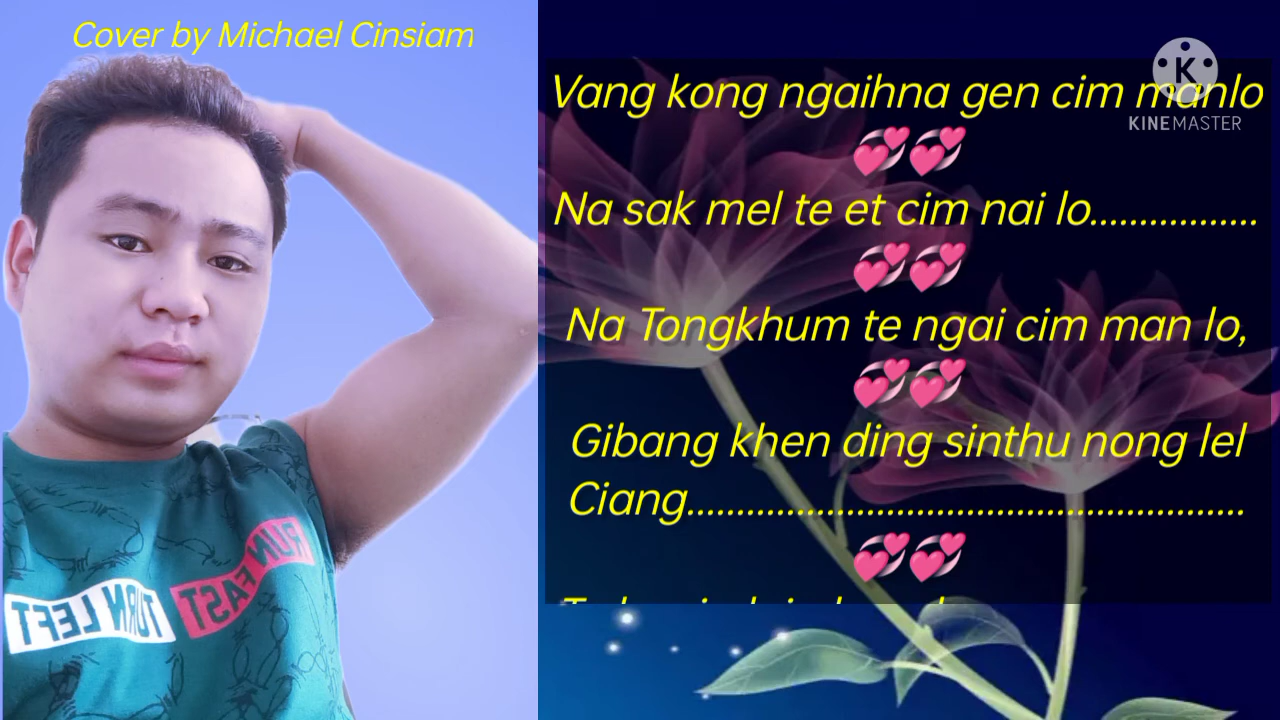 Cover by Michael Cinsiam
Vang kong ngaihna gen cim manlo
💞💞
Na sak mel te et cim nai lo.................
💞💞
Na Tongkhum te ngai cim man lo,
💞💞
Gibang khen ding sinthu nong lel
Ciang........................................................
💞💞
KINEMASTER
RUN
FAST
TURN LEFT